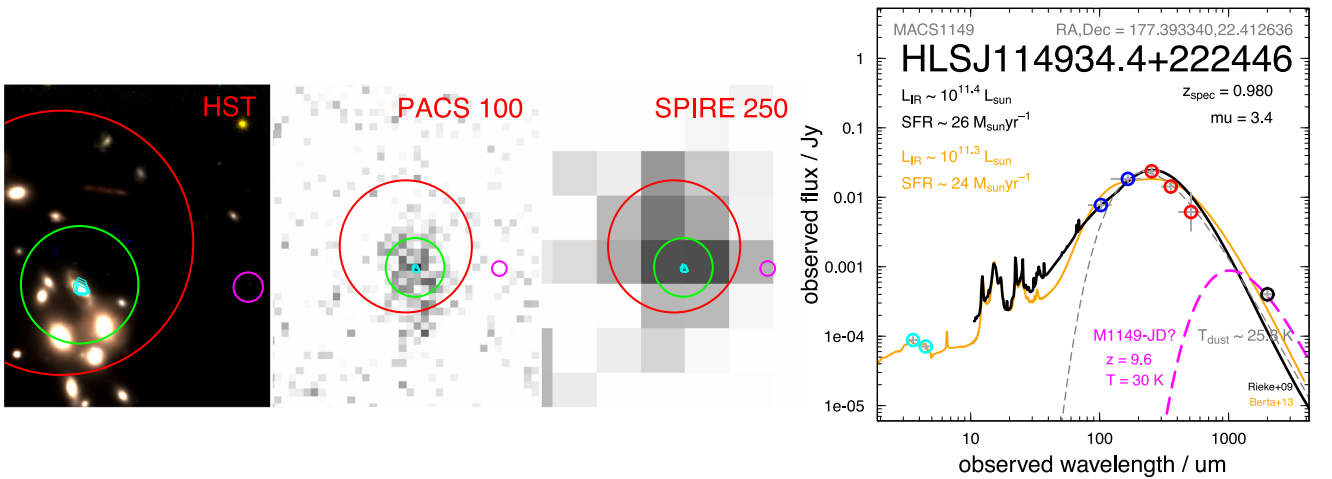 HST
PACS 100
SPIRE 250
MACS1149
RA,Dec = 177.393340,22.412636
HLSJ114934.4+222446
L_IR ~ 10^11.4 L_sun
z_spec = 0.980
SFR ~ 26 M_sun yr^−1
mu = 3.4
L_IR ~ 10^11.3 L_sun
SFR ~ 24 M_sun yr^−1
observed flux / Jy
1
0.1
0.01
0.001
1e-04
1e-05
M1149-JD?
z = 9.6
T = 30 K
T_dust ~ 25.8 K
Rieke+09
Berta+13
10
100
1000
observed wavelength / um